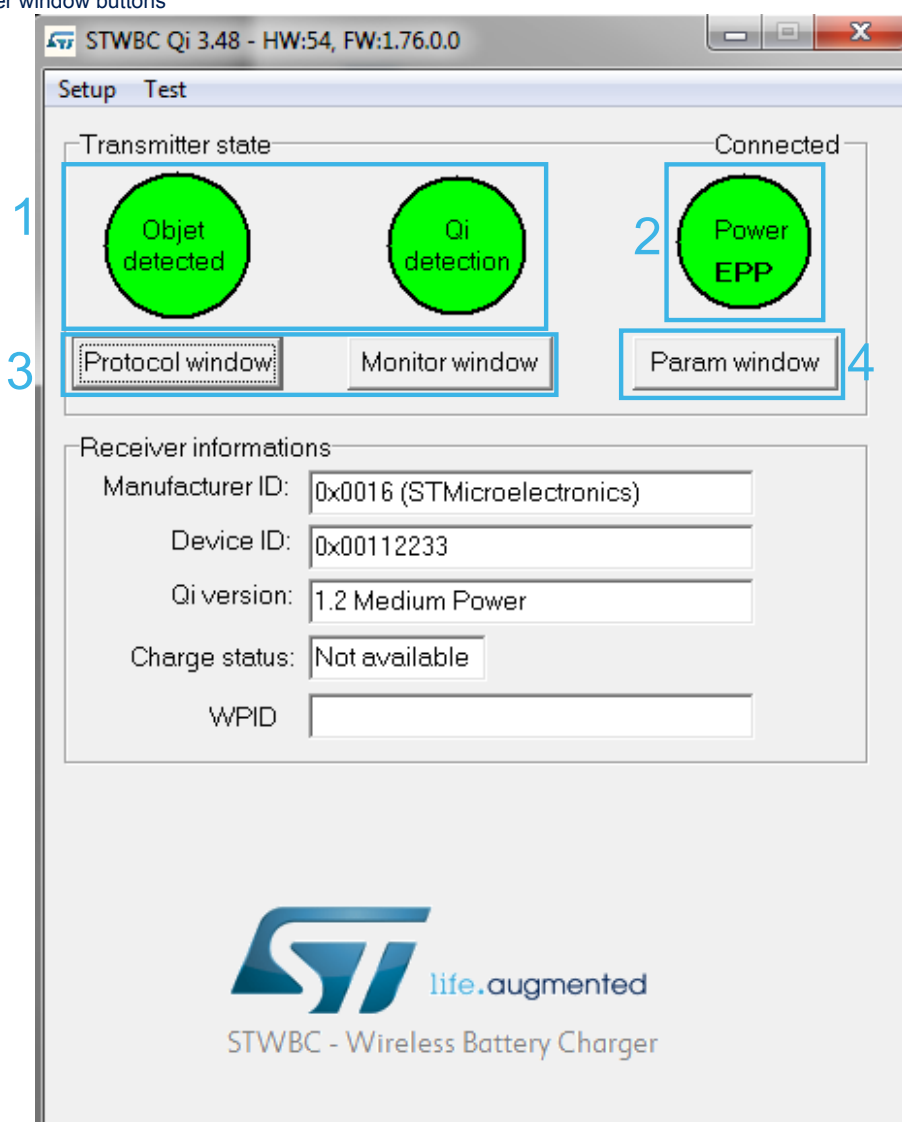 er window buttons
STWBC Qi 3.48 - HW:54, FW:1.76.0.0
Setup Test
Transmitter state Connected
1 Objet detected Qi detection 2 Power EPP
3 Protocol window Monitor window Param window 4
Receiver informations
Manufacturer ID: 0x0016 (STMicroelectronics)
Device ID: 0x00112233
Qi version: 1.2 Medium Power
Charge status: Not available
WPID
ST life.augmented
STWBC - Wireless Battery Charger